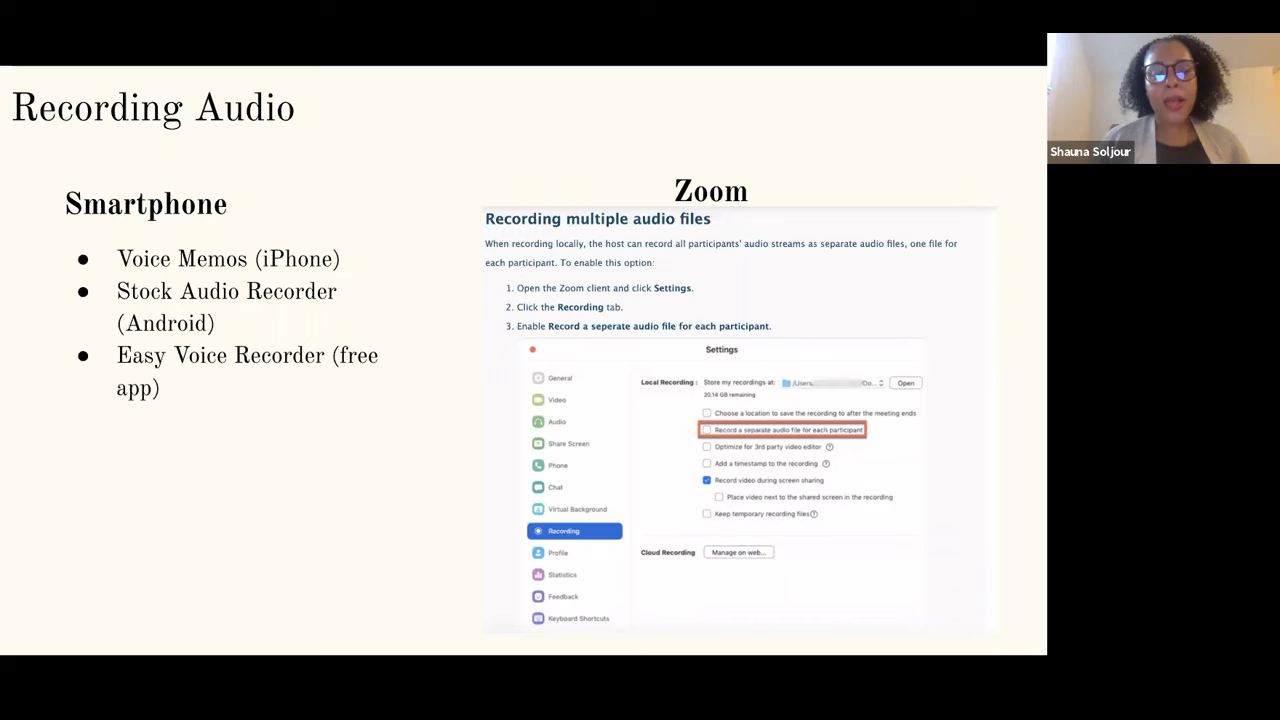 Recording Audio
Shauna Soljour
Smartphone
● Voice Memos (iPhone)
● Stock Audio Recorder
(Android)
● Easy Voice Recorder (free
app)
Zoom
Recording multiple audio files
When recording locally, the host can record all participants' audio streams as separate audio files, one file for
each participant. To enable this option:
1. Open the Zoom client and click Settings.
2. Click the Recording tab.
3. Enable Record a seperate audio file for each participant.
Settings
General
Video
Audio
Share Screen
Phone
Chat
Virtual Background
Recording
Profile
Statistics
Feedback
Keyboard Shortcuts
Local Recording : Store my recordings at: /Users Do... Open
20.14 GB remaining
Choose a location to save the recording to after the meeting ends
Record a separate audio file for each participant
Optimize for 3rd party video editor ?
Add a timestamp to the recording ?
Record video during screen sharing
Place video next to the shared screen in the recording
Keep temporary recording files ?
Cloud Recording Manage on web...